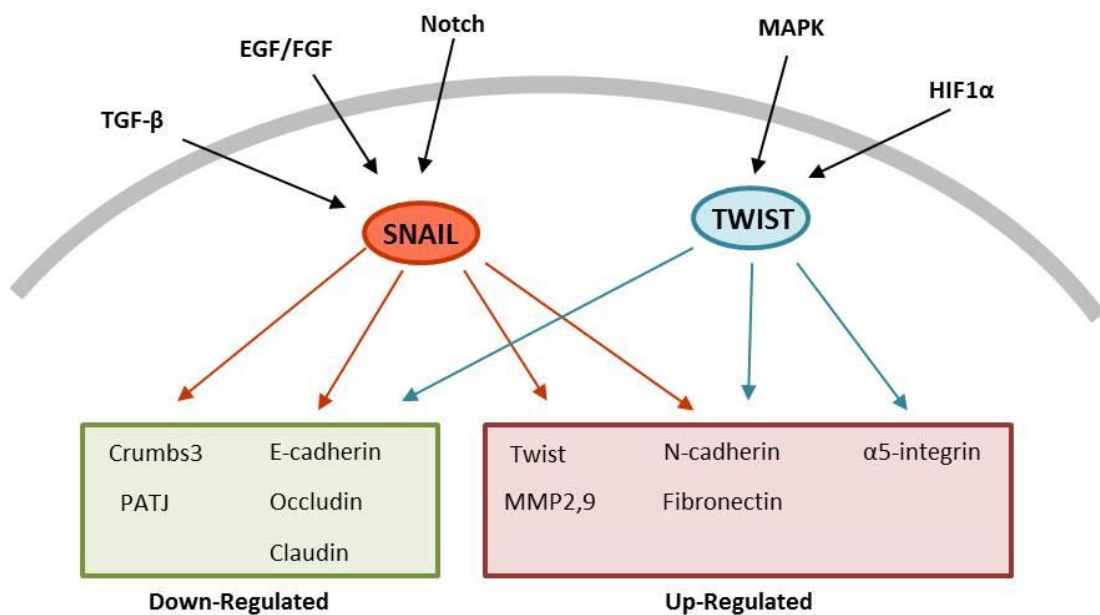 Notch
MAPK
EGF/FGF
HIF1α
TGF-β
SNAIL
TWIST
Crumbs3
E-cadherin
PATJ
Occludin
Claudin
Twist
N-cadherin
α5-integrin
MMP2,9
Fibronectin
Down-Regulated
Up-Regulated